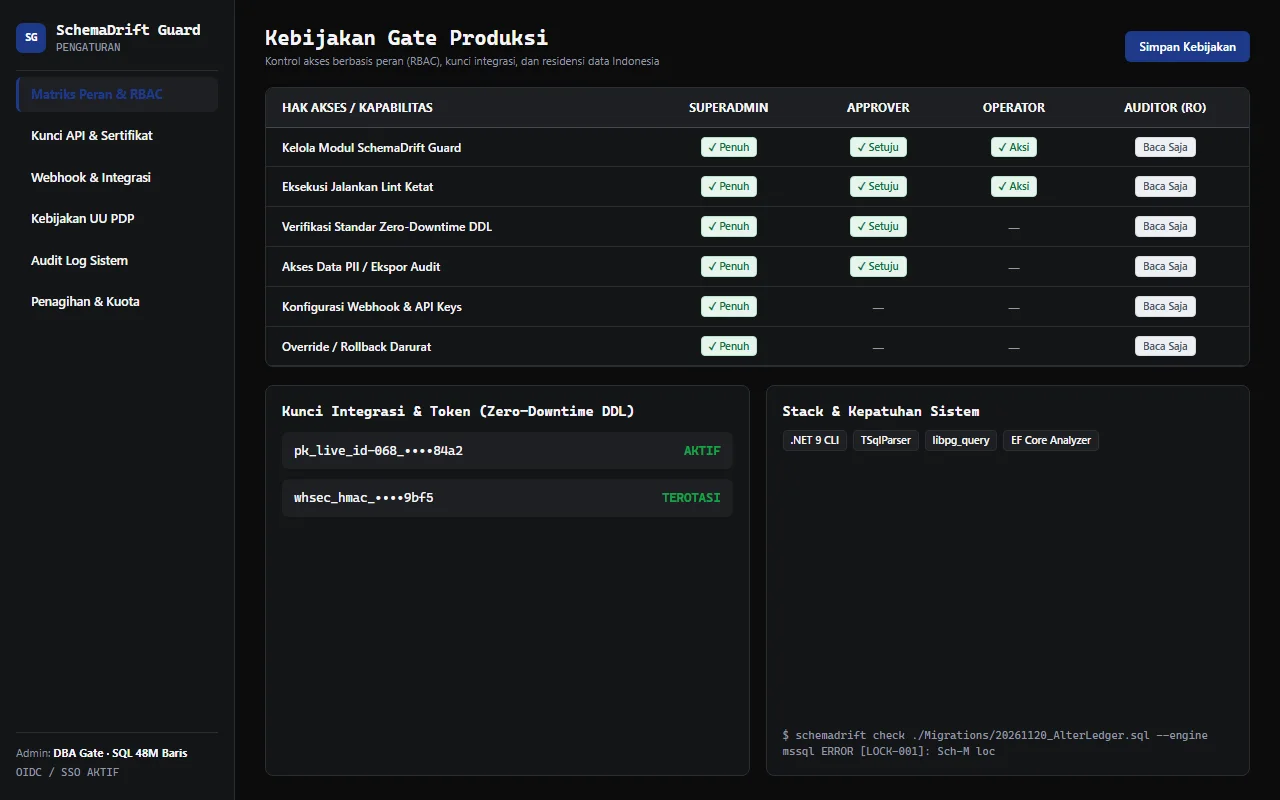 SG
SchemaDrift Guard
PENGATURAN
Matriks Peran & RBAC
Kunci API & Sertifikat
Webhook & Integrasi
Kebijakan UU PDP
Audit Log Sistem
Penagihan & Kuota
Admin: DBA Gate · SQL 48M Baris
OIDC / SSO AKTIF
Kebijakan Gate Produksi
Kontrol akses berbasis peran (RBAC), kunci integrasi, dan residensi data Indonesia
Simpan Kebijakan
HAK AKSES / KAPABILITAS SUPERADMIN APPROVER OPERATOR AUDITOR (RO)
Kelola Modul SchemaDrift Guard ✓ Penuh ✓ Setuju ✓ Aksi Baca Saja
Eksekusi Jalankan Lint Ketat ✓ Penuh ✓ Setuju ✓ Aksi Baca Saja
Verifikasi Standar Zero-Downtime DDL ✓ Penuh ✓ Setuju — Baca Saja
Akses Data PII / Ekspor Audit ✓ Penuh ✓ Setuju — Baca Saja
Konfigurasi Webhook & API Keys ✓ Penuh — — Baca Saja
Override / Rollback Darurat ✓ Penuh — — Baca Saja
Kunci Integrasi & Token (Zero-Downtime DDL)
pk_live_id-068_••••84a2 AKTIF
whsec_hmac_••••9bf5 TEROTASI
Stack & Kepatuhan Sistem
.NET 9 CLI TSqlParser libpg_query EF Core Analyzer
$ schemadrift check ./Migrations/20261120_AlterLedger.sql --engine
mssql ERROR [LOCK-001]: Sch-M loc